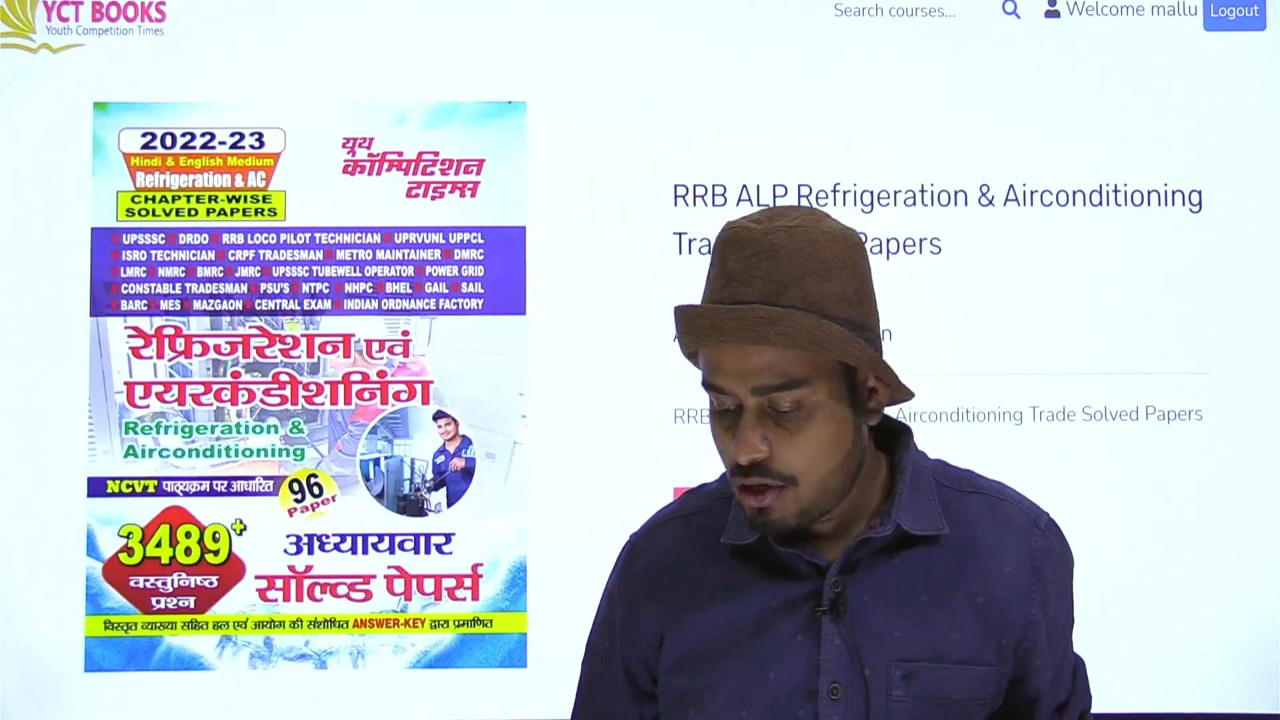 YCT BOOKS
Youth Competition Times
Search courses...
Welcome mallu
Logout
2022-23
Hindi & English Medium
Refrigeration & AC
CHAPTER-WISE
SOLVED PAPERS
यूथ
कॉम्पिटिशन
टाइम्स
UPSSSC DRDO RRB LOCO PILOT TECHNICIAN UPRVUNL UPPCL
ISRO TECHNICIAN CRPF TRADESMAN METRO MAINTAINER DMRC
LMRC NMRC BMRC JMRC UPSSSC TUBEWELL OPERATOR POWER GRID
CONSTABLE TRADESMAN PSU'S NTPC NHPC BHEL GAIL SAIL
BARC MES MAZGAON CENTRAL EXAM INDIAN ORDNANCE FACTORY
रेफ्रिजरेशन एवं
एयरकंडीशनिंग
Refrigeration &
Airconditioning
NCVT पाठ्यक्रम पर आधारित
96
Paper
3489+
वस्तुनिष्ठ
प्रश्न
अध्यायवार
सॉल्व्ड पेपर्स
विस्तृत व्याख्या सहित हल एवं आयोग की संशोधित ANSWER-KEY द्वारा प्रमाणित
RRB ALP Refrigeration & Airconditioning
Papers
RRB Airconditioning Trade Solved Papers